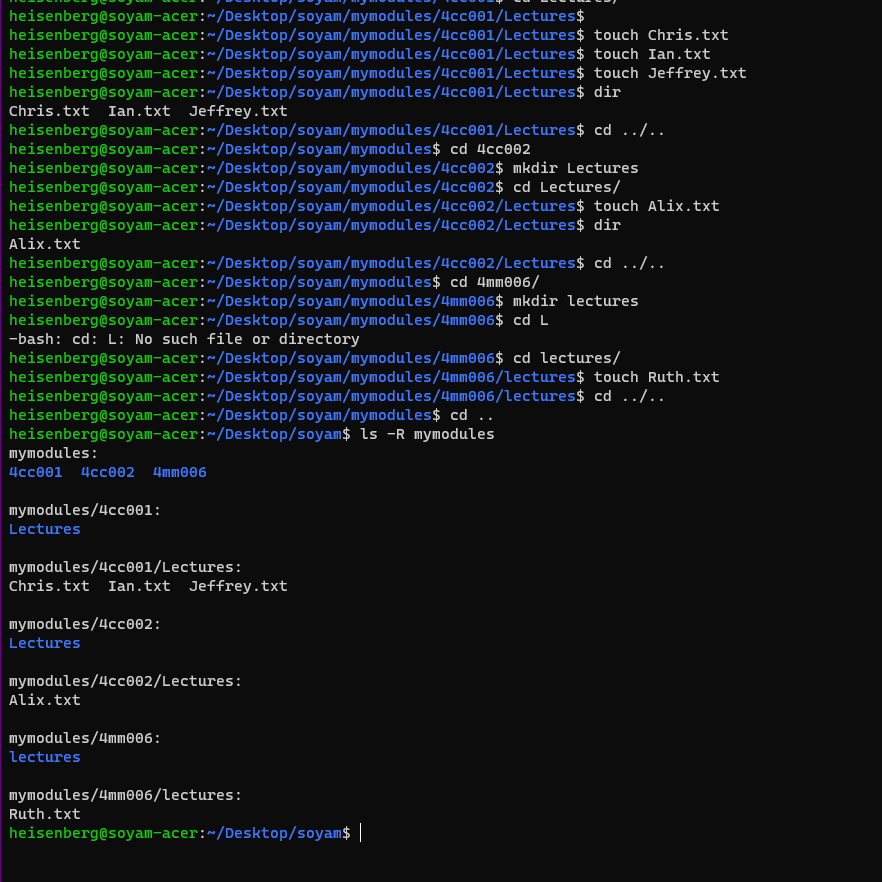 heisenberg@soyam-acer:~/Desktop/soyam/mymodules/4cc001$ cd Lectures/
heisenberg@soyam-acer:~/Desktop/soyam/mymodules/4cc001/Lectures$
heisenberg@soyam-acer:~/Desktop/soyam/mymodules/4cc001/Lectures$ touch Chris.txt
heisenberg@soyam-acer:~/Desktop/soyam/mymodules/4cc001/Lectures$ touch Ian.txt
heisenberg@soyam-acer:~/Desktop/soyam/mymodules/4cc001/Lectures$ touch Jeffrey.txt
heisenberg@soyam-acer:~/Desktop/soyam/mymodules/4cc001/Lectures$ dir
Chris.txt  Ian.txt  Jeffrey.txt
heisenberg@soyam-acer:~/Desktop/soyam/mymodules/4cc001/Lectures$ cd ../..
heisenberg@soyam-acer:~/Desktop/soyam/mymodules$ cd 4cc002
heisenberg@soyam-acer:~/Desktop/soyam/mymodules/4cc002$ mkdir Lectures
heisenberg@soyam-acer:~/Desktop/soyam/mymodules/4cc002$ cd Lectures/
heisenberg@soyam-acer:~/Desktop/soyam/mymodules/4cc002/Lectures$ touch Alix.txt
heisenberg@soyam-acer:~/Desktop/soyam/mymodules/4cc002/Lectures$ dir
Alix.txt
heisenberg@soyam-acer:~/Desktop/soyam/mymodules/4cc002/Lectures$ cd ../..
heisenberg@soyam-acer:~/Desktop/soyam/mymodules$ cd 4mm006/
heisenberg@soyam-acer:~/Desktop/soyam/mymodules/4mm006$ mkdir lectures
heisenberg@soyam-acer:~/Desktop/soyam/mymodules/4mm006$ cd L
-bash: cd: L: No such file or directory
heisenberg@soyam-acer:~/Desktop/soyam/mymodules/4mm006$ cd lectures/
heisenberg@soyam-acer:~/Desktop/soyam/mymodules/4mm006/lectures$ touch Ruth.txt
heisenberg@soyam-acer:~/Desktop/soyam/mymodules/4mm006/lectures$ cd ../..
heisenberg@soyam-acer:~/Desktop/soyam/mymodules$ cd ..
heisenberg@soyam-acer:~/Desktop/soyam$ ls -R mymodules
mymodules:
4cc001  4cc002  4mm006

mymodules/4cc001:
Lectures

mymodules/4cc001/Lectures:
Chris.txt  Ian.txt  Jeffrey.txt

mymodules/4cc002:
Lectures

mymodules/4cc002/Lectures:
Alix.txt

mymodules/4mm006:
lectures

mymodules/4mm006/lectures:
Ruth.txt
heisenberg@soyam-acer:~/Desktop/soyam$